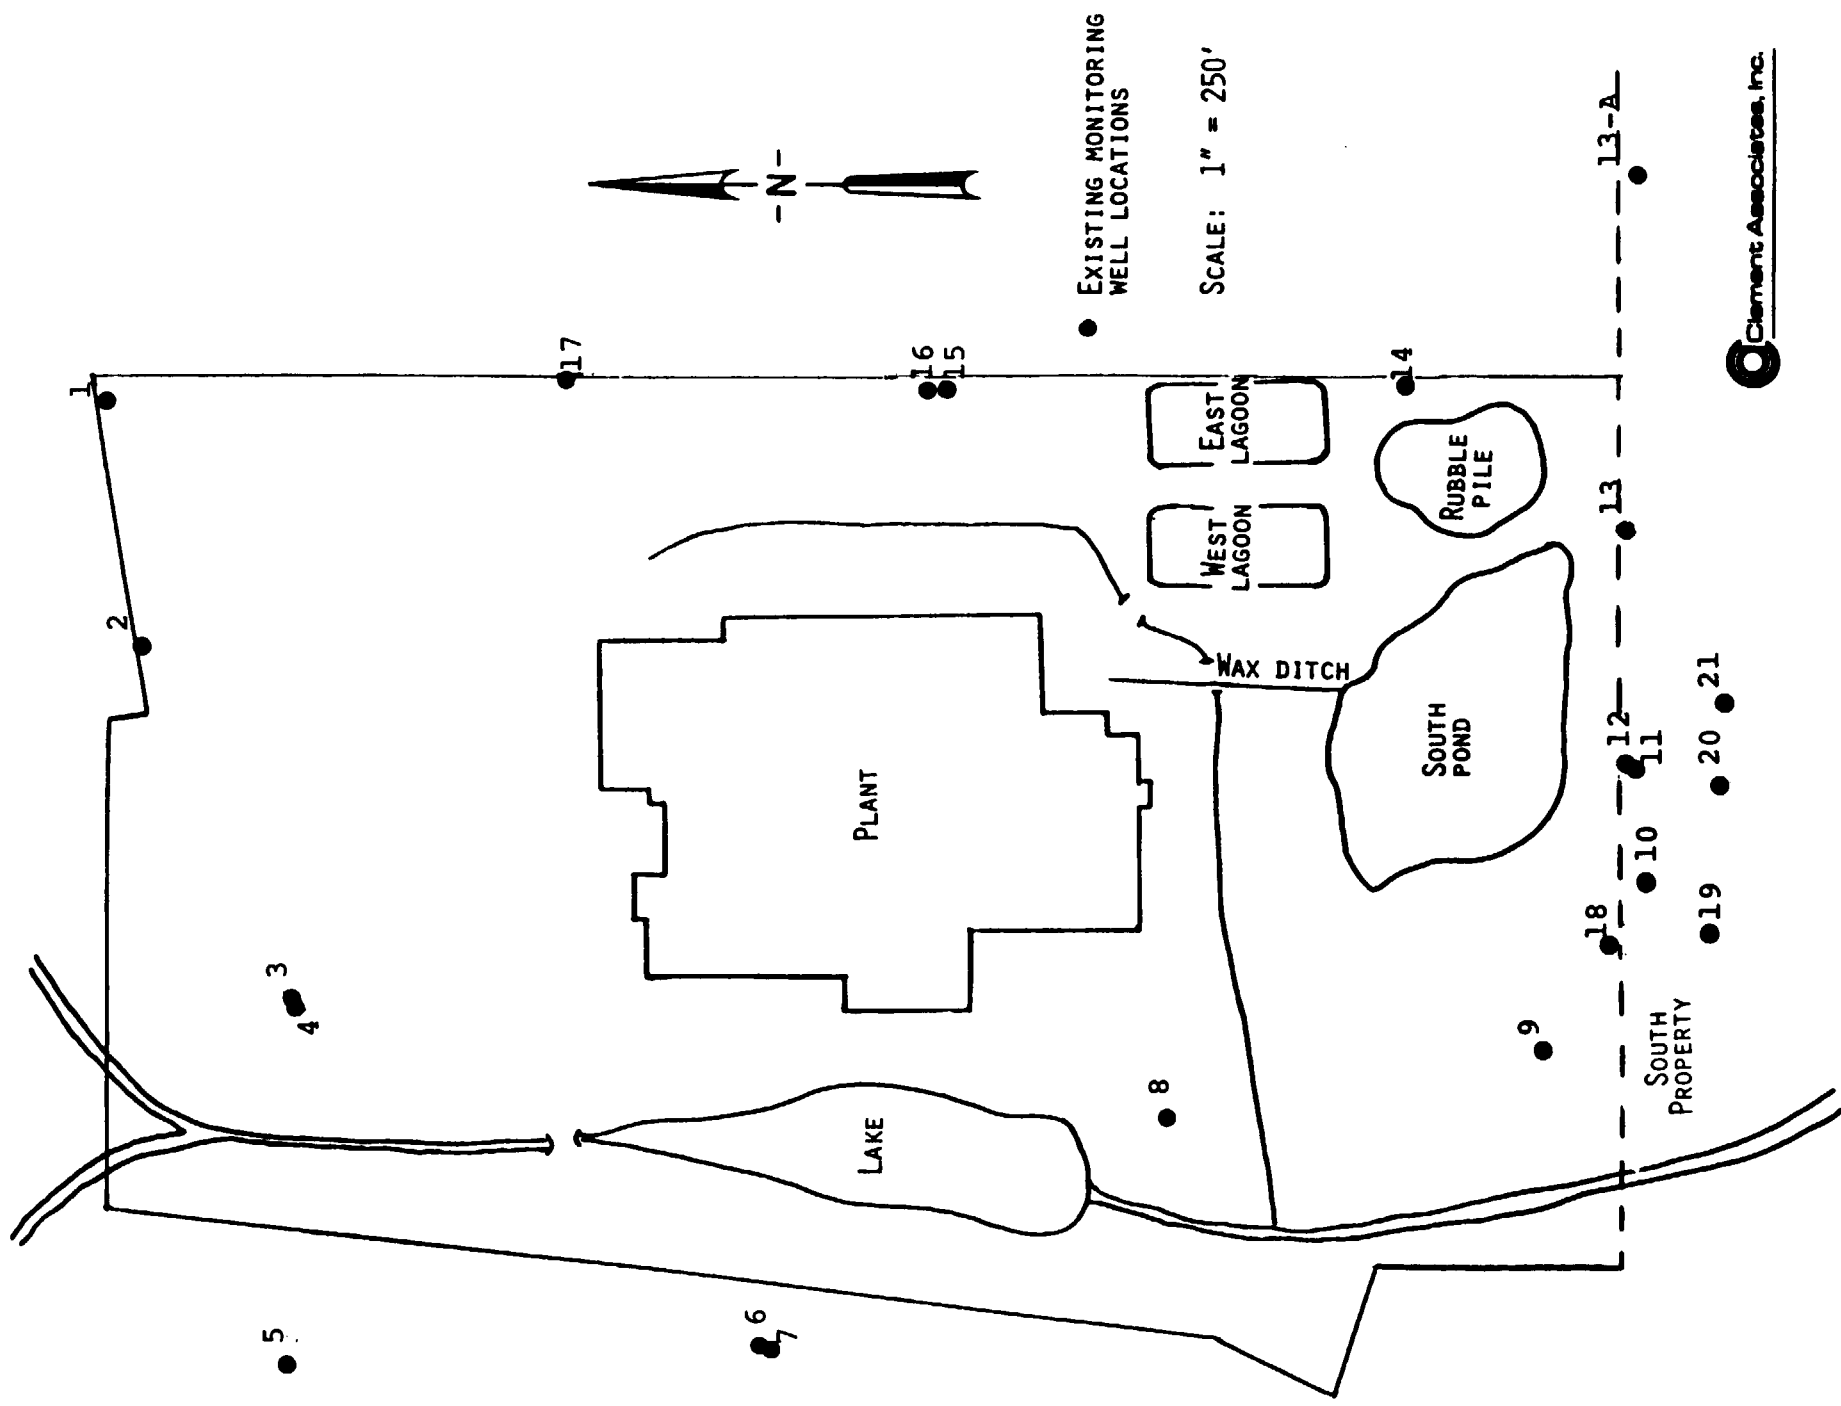 1
2
3
4
5
6
7
8
9
10
11
12
13
13-A
14
15
16
17
18
19
20
21
-N-
EXISTING MONITORING
WELL LOCATIONS
SCALE: 1" = 250'
PLANT
LAKE
WAX DITCH
WEST
LAGOON
EAST
LAGOON
SOUTH
POND
RUBBLE
PILE
SOUTH
PROPERTY
Clement Associates, Inc.